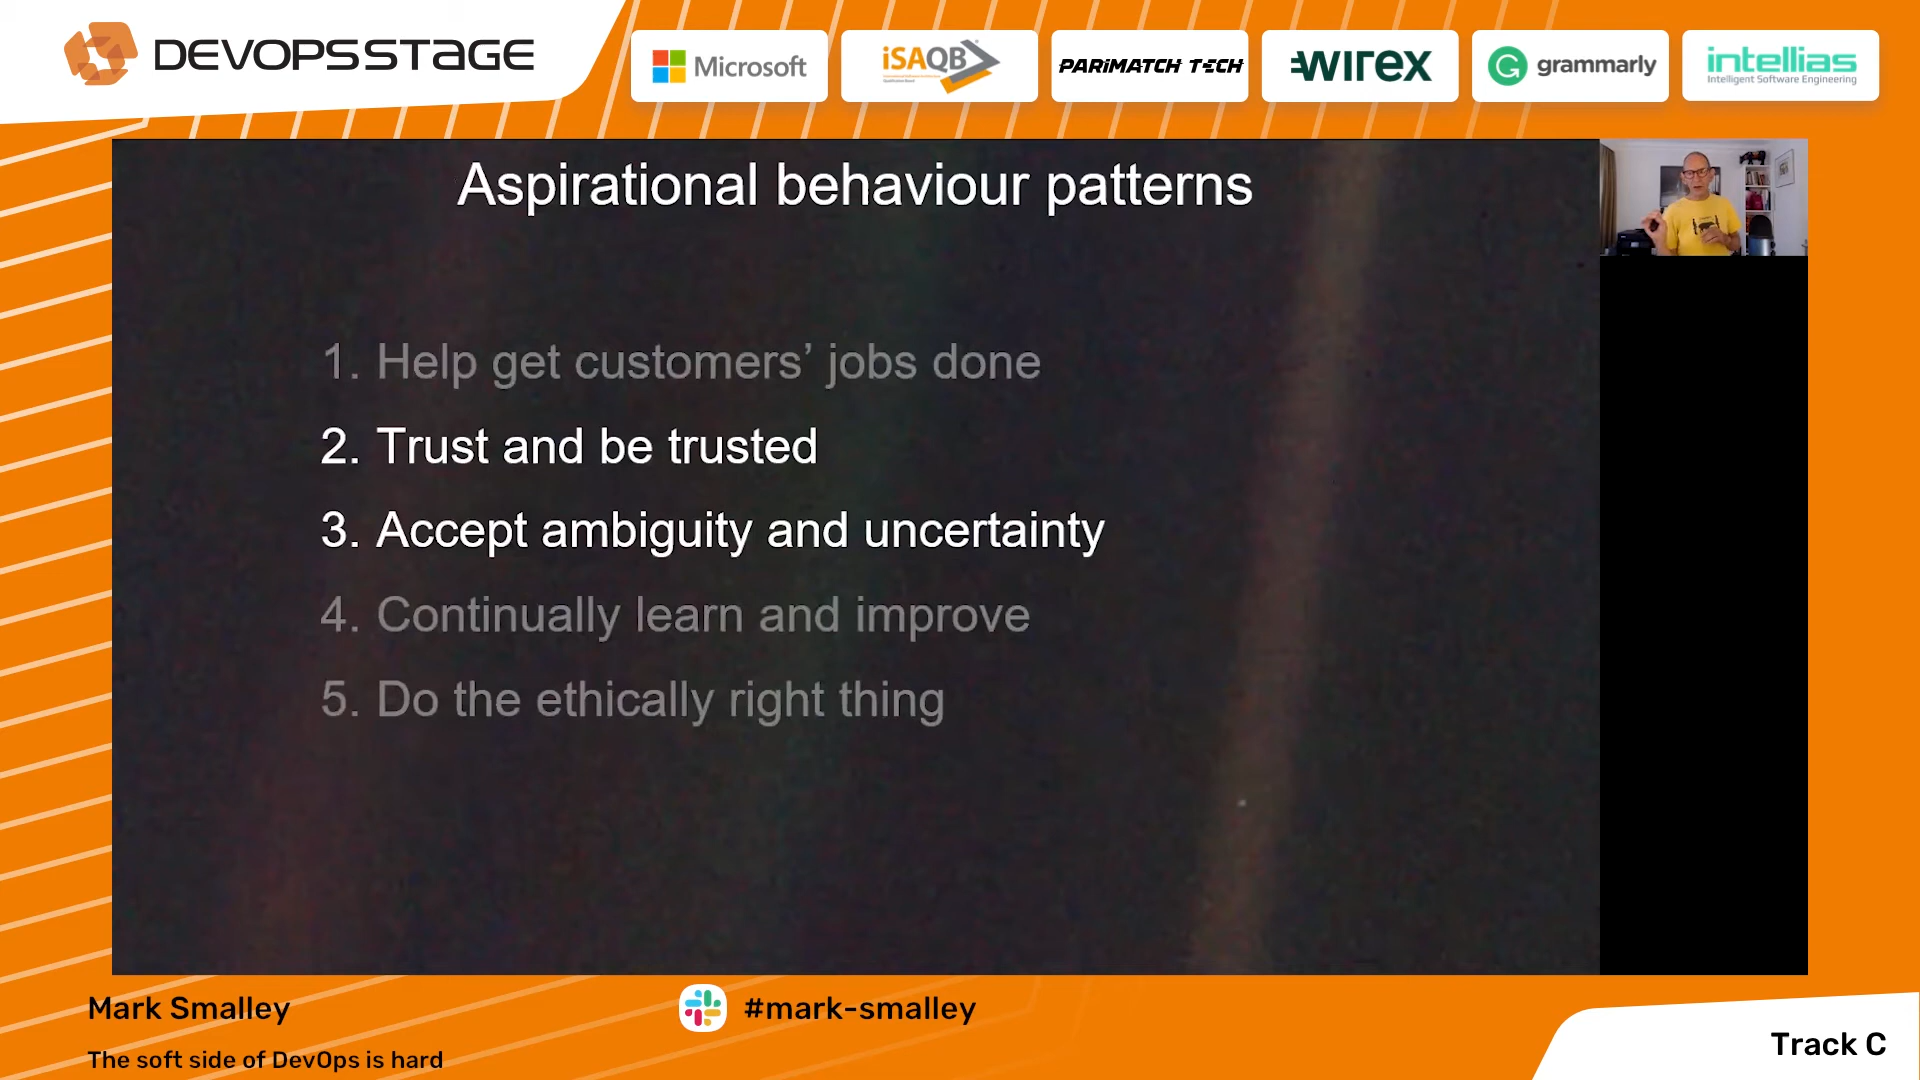 DEVOPSSTAGE
Microsoft
iSAQB
PARIMATCH TECH
wirex
grammarly
intellias
Intelligent Software Engineering
Aspirational behaviour patterns
1. Help get customers’ jobs done
2. Trust and be trusted
3. Accept ambiguity and uncertainty
4. Continually learn and improve
5. Do the ethically right thing
Mark Smalley
#mark-smalley
The soft side of DevOps is hard
Track C